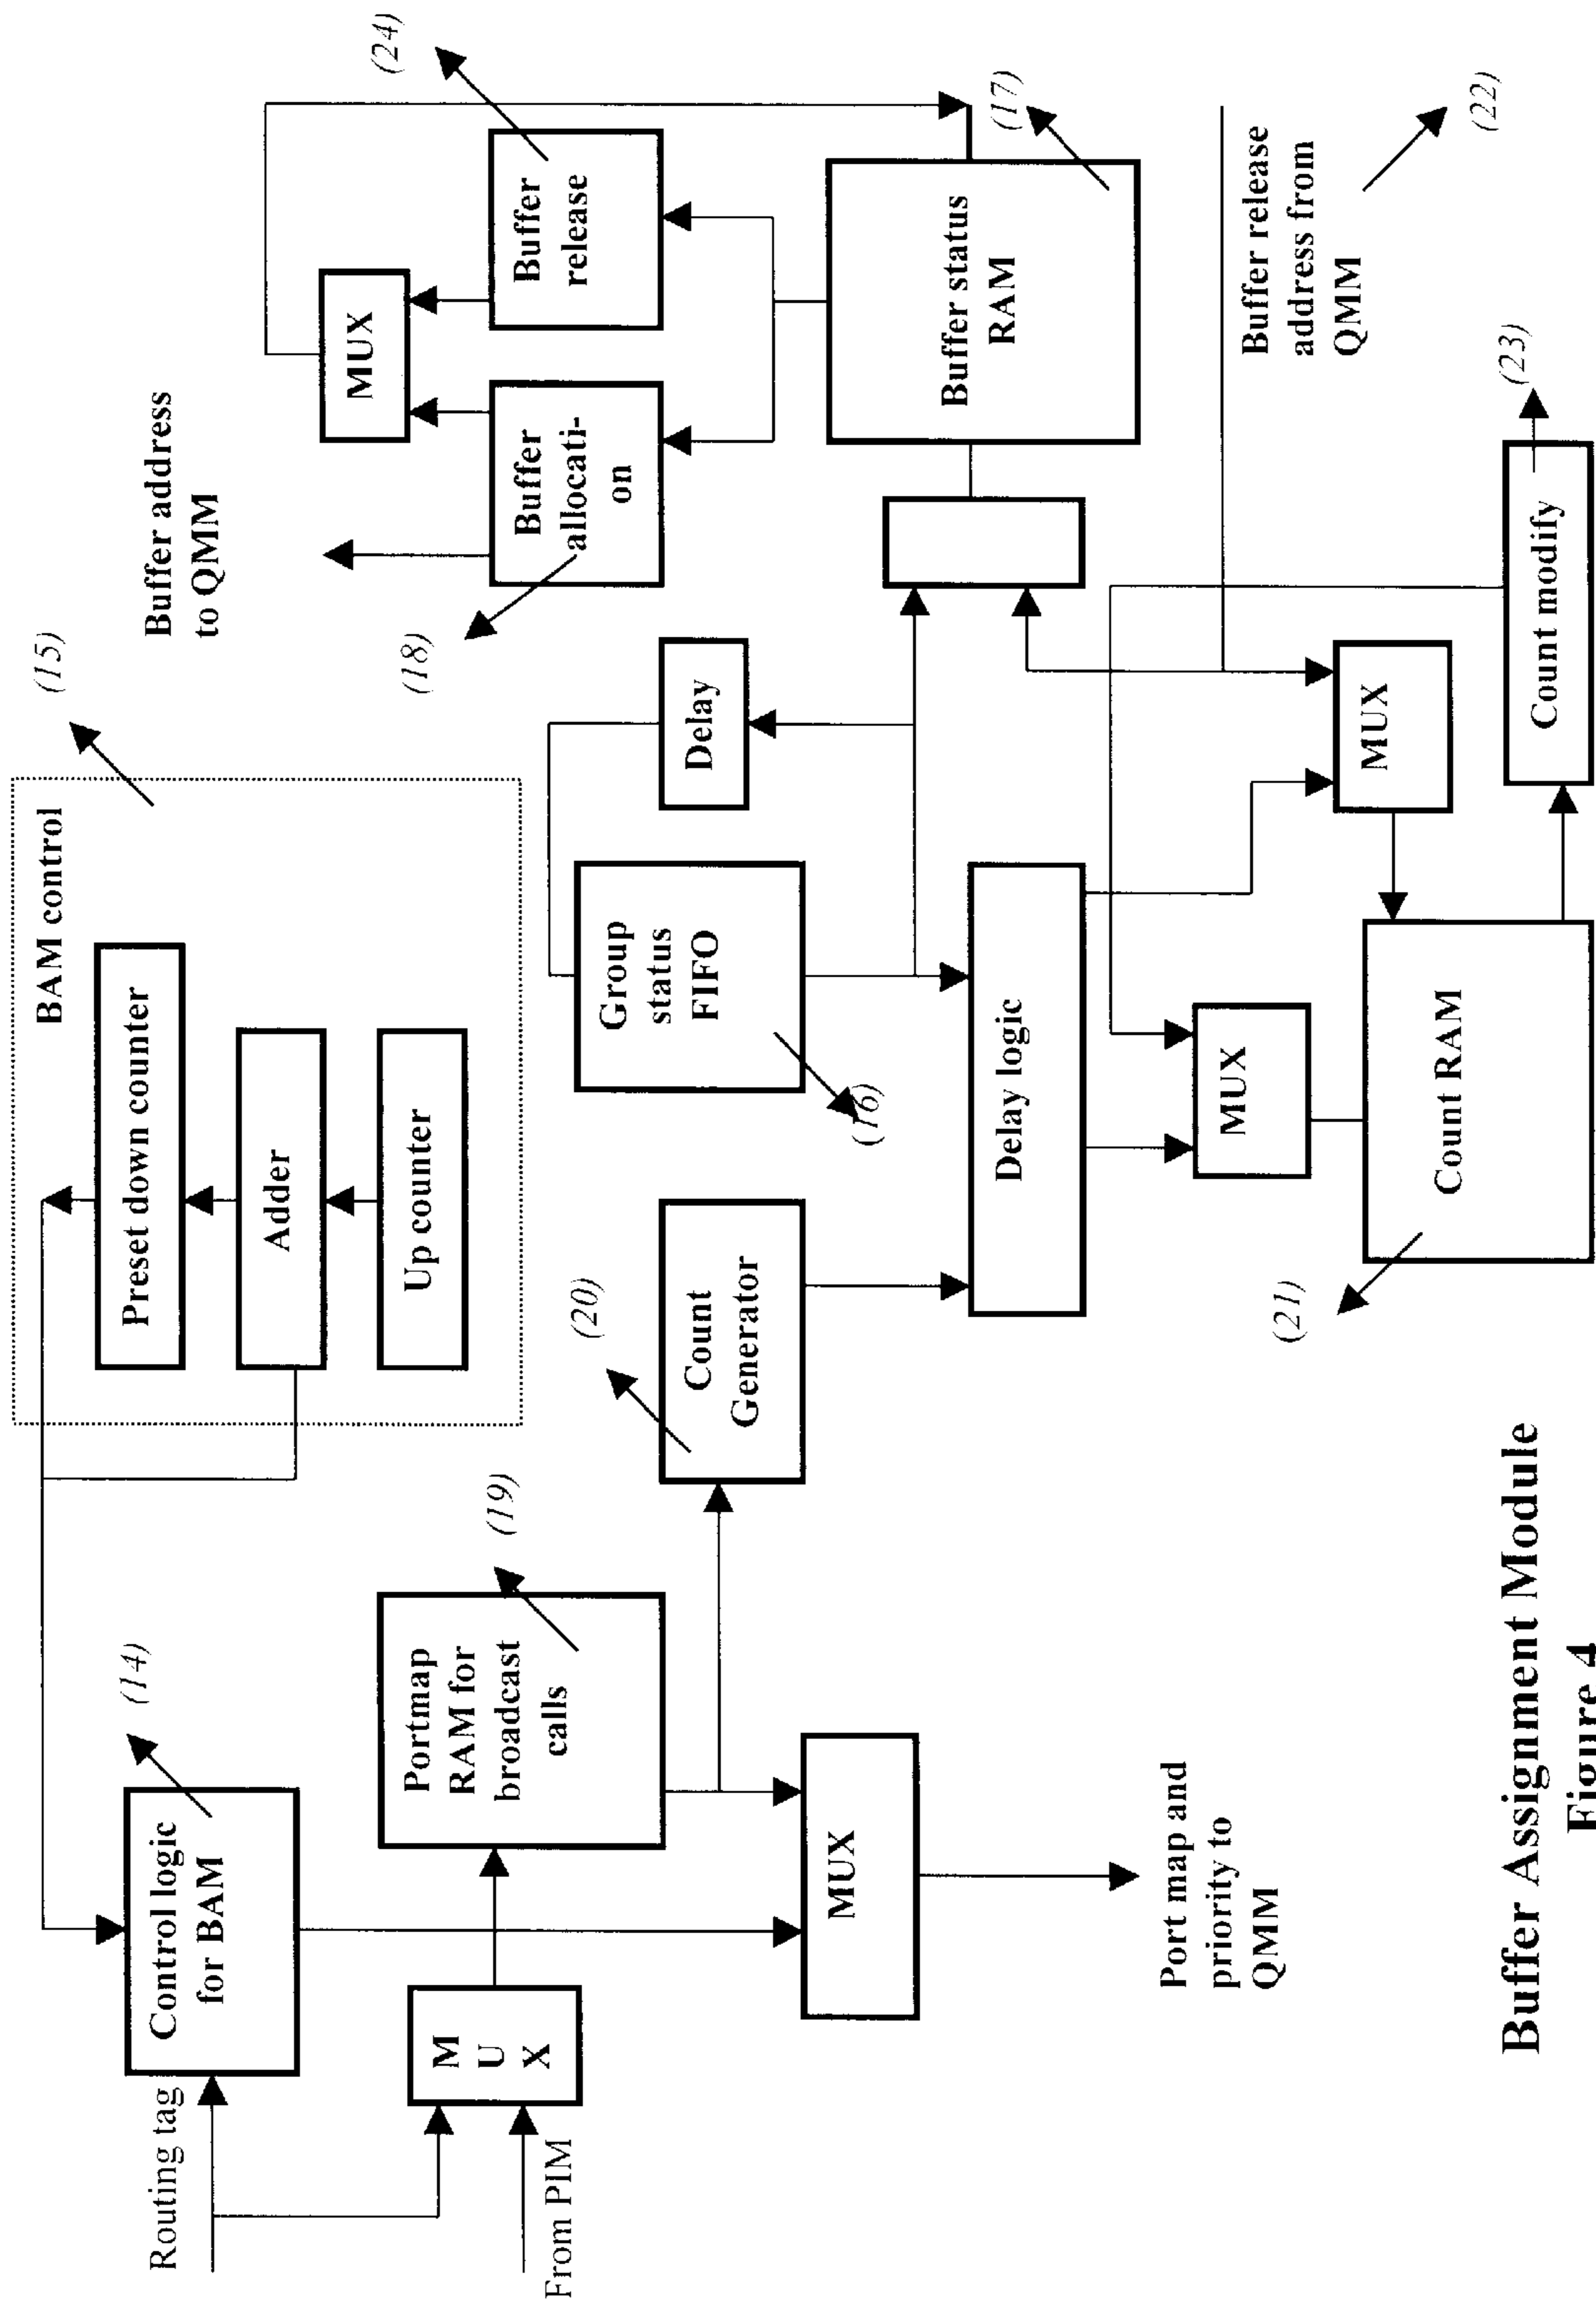 Routing tag
Control logic
for BAM
(14)
BAM control
(15)
Preset down counter
Adder
Up counter
Buffer address
to QMM
MUX
Buffer
release
(24)
Buffer
allocati-
on
(18)
From PIM
M
U
X
Portmap
RAM for
broadcast
calls
(19)
Count
Generator
(20)
Group
status
FIFO
(16)
Delay
Buffer status
RAM
(17)
MUX
Delay logic
Port map and
priority to
QMM
MUX
MUX
Buffer release
address from
QMM
(22)
Count RAM
(21)
Count modify
(23)
Buffer Assignment Module
Figure 4